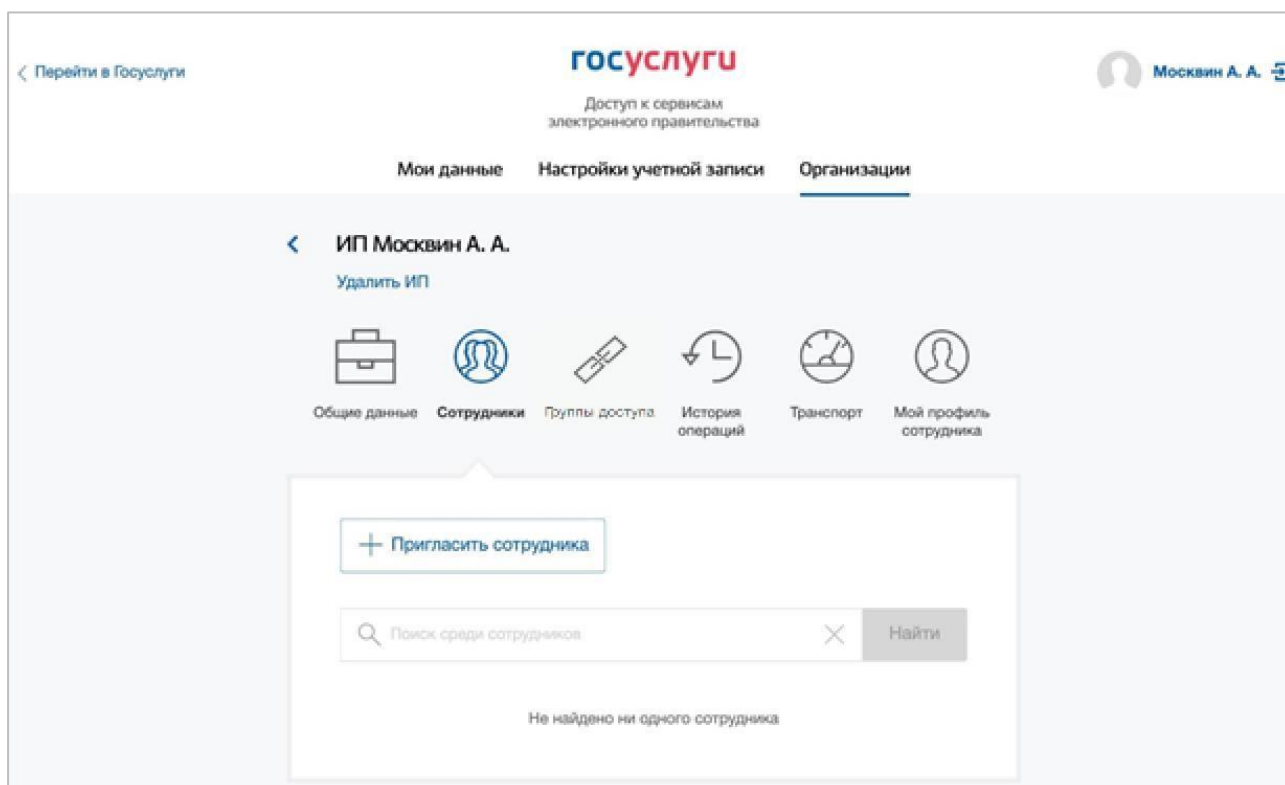 Перейти в Госуслуги
госуслуги
Москвин А. А.
Доступ к сервисам
электронного правительства
Мои данные Настройки учетной записи Организации
ИП Москвин А. А.
Удалить ИП
Общие данные Сотрудники Группы доступа История операций Транспорт Мой профиль сотрудника
Пригласить сотрудника
Поиск среди сотрудников Найти
Не найдено ни одного сотрудника